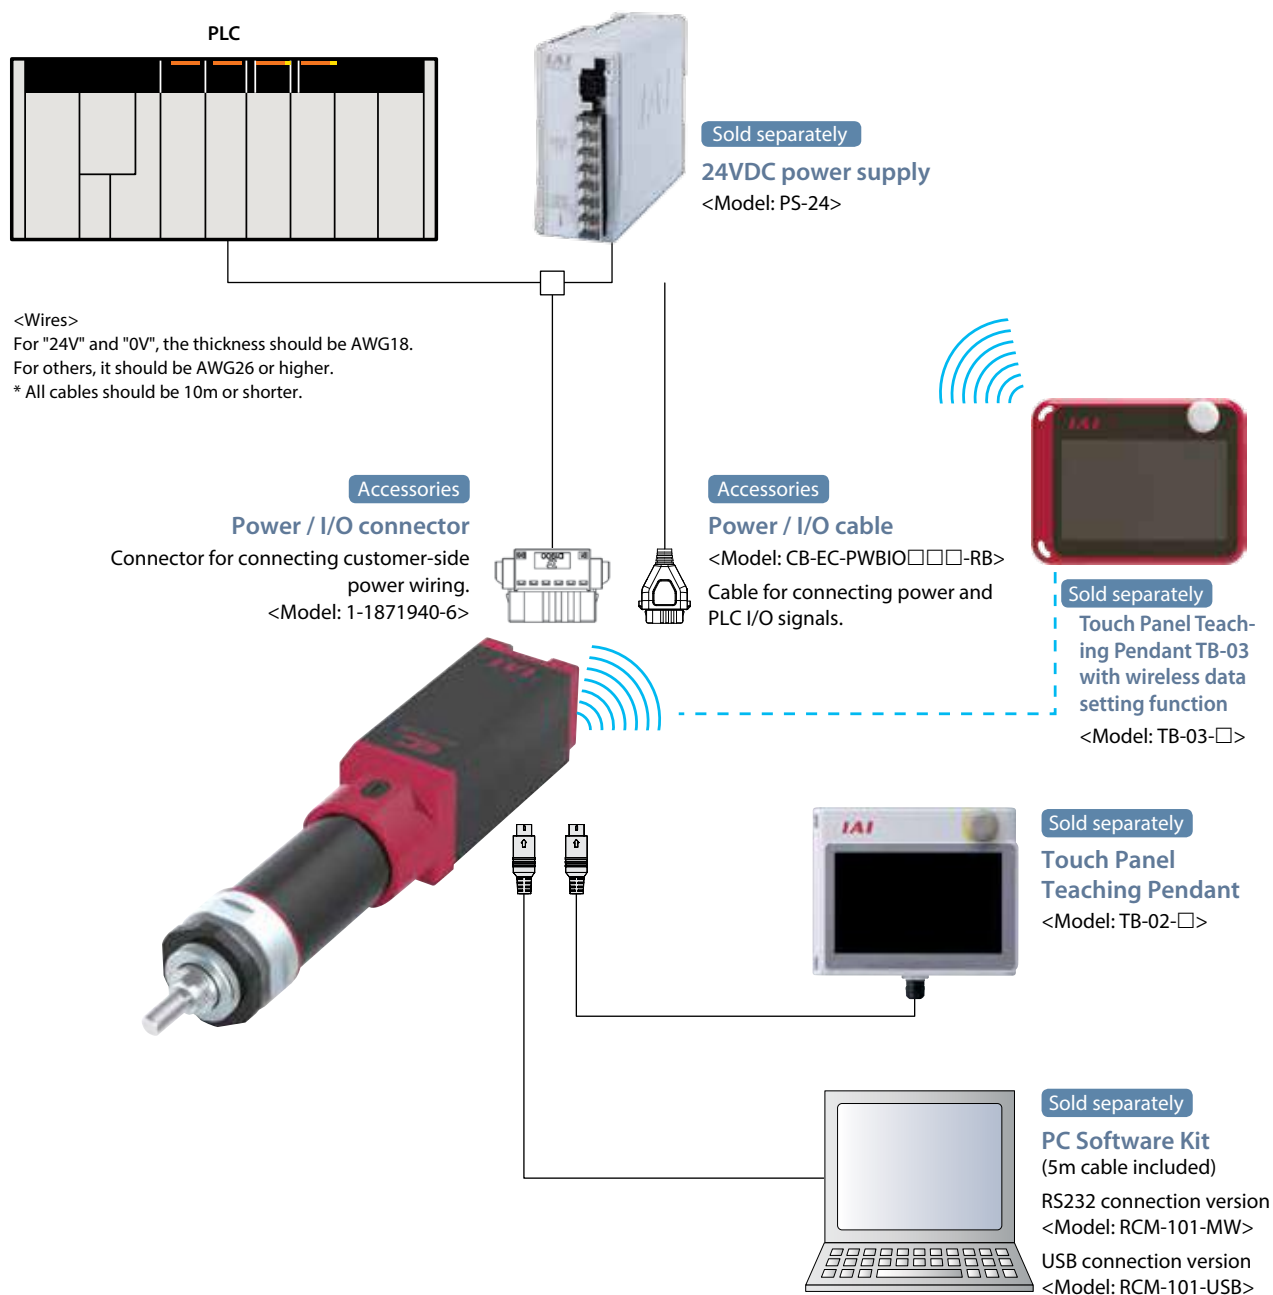 PLC
IAI
IAI
Sold separately
24VDC power supply
<Model: PS-24>
<Wires>
For "24V" and "0V", the thickness should be AWG18.
For others, it should be AWG26 or higher.
* All cables should be 10m or shorter.
IAI
Accessories
Power / I/O connector
Connector for connecting customer-side
power wiring.
<Model: 1-1871940-6>
Accessories
Power / I/O cable
<Model: CB-EC-PWBIO□□□-RB>
Cable for connecting power and
PLC I/O signals.
Sold separately
Touch Panel Teach-
ing Pendant TB-03
with wireless data
setting function
<Model: TB-03-□>
IAI
EC
IAI
Sold separately
Touch Panel
Teaching Pendant
<Model: TB-02-□>
Sold separately
PC Software Kit
(5m cable included)
RS232 connection version
<Model: RCM-101-MW>
USB connection version
<Model: RCM-101-USB>